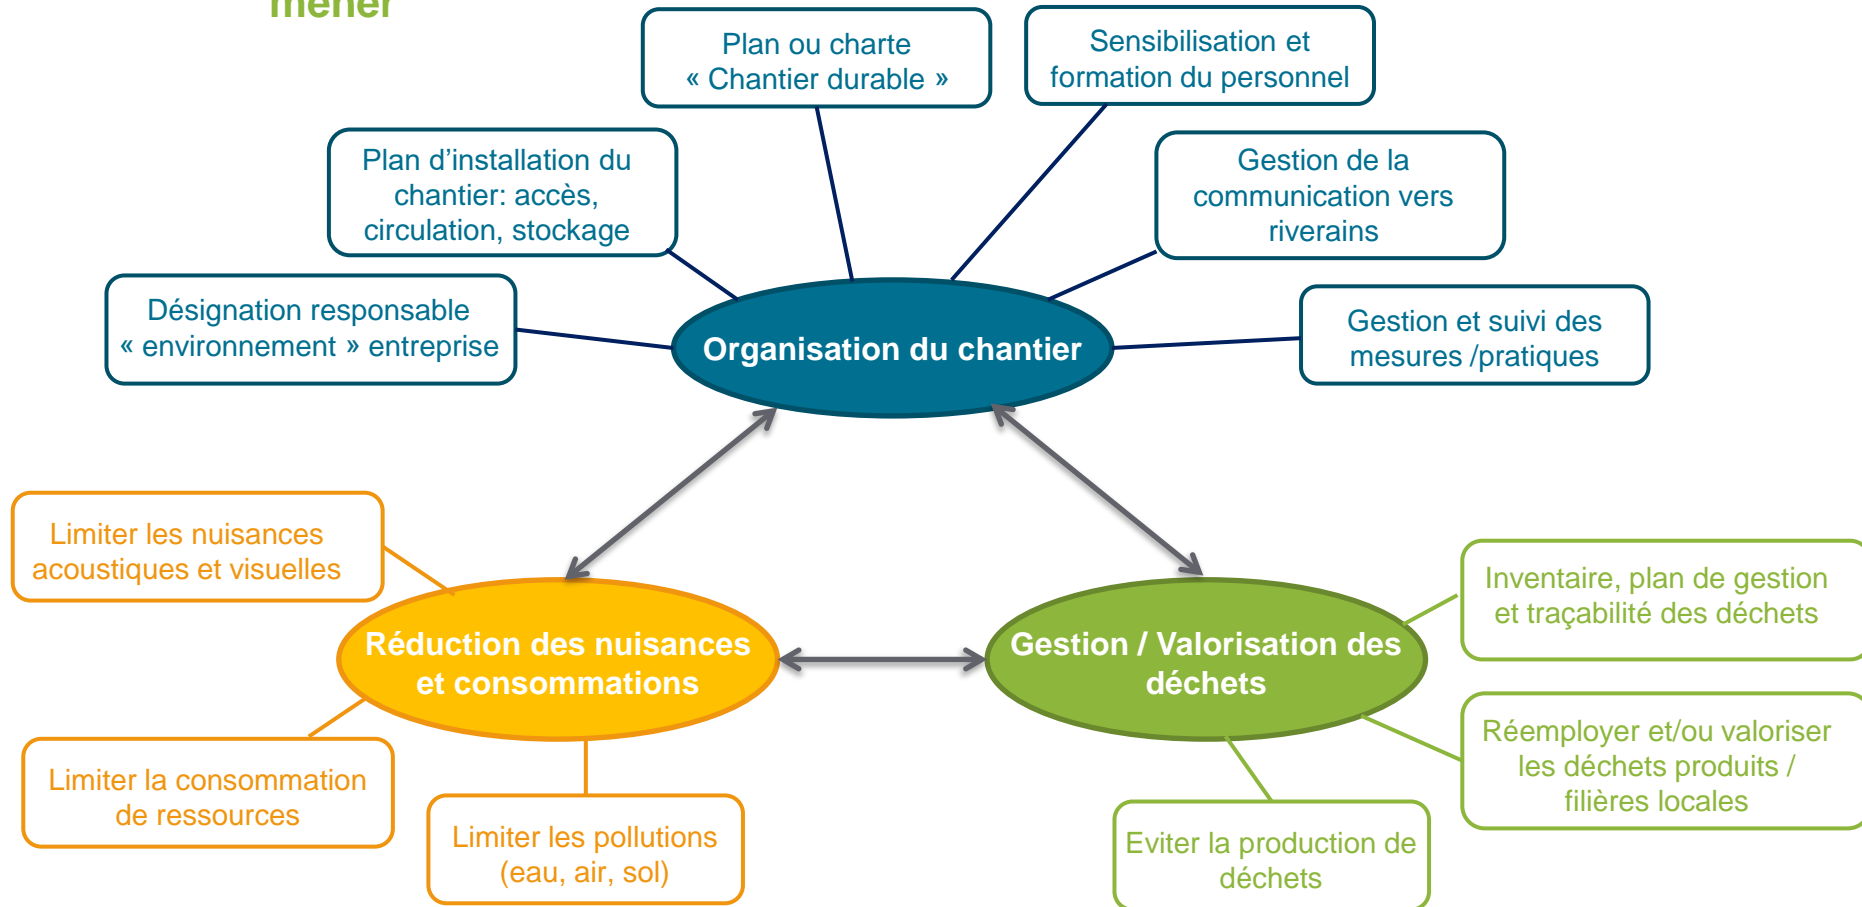 mener
Plan ou charte
« Chantier durable »
Sensibilisation et
formation du personnel
Plan d’installation du
chantier: accès,
circulation, stockage
Gestion de la
communication vers
riverains
Désignation responsable
« environnement » entreprise
Organisation du chantier
Gestion et suivi des
mesures /pratiques
Limiter les nuisances
acoustiques et visuelles
Réduction des nuisances
et consommations
Gestion / Valorisation des
déchets
Inventaire, plan de gestion
et traçabilité des déchets
Limiter la consommation
de ressources
Limiter les pollutions
(eau, air, sol)
Eviter la production de
déchets
Réemployer et/ou valoriser
les déchets produits /
filières locales